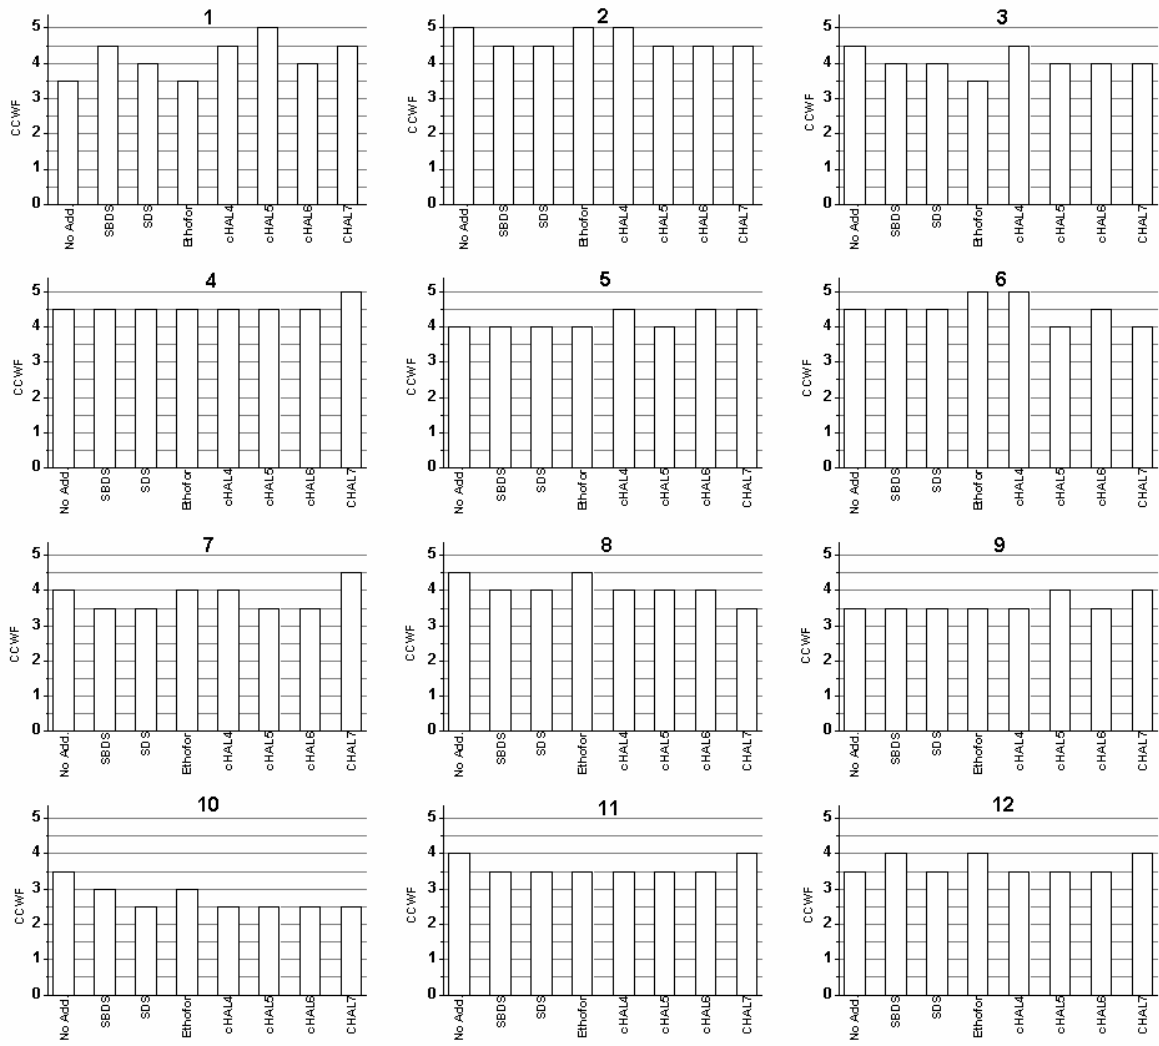 1
5
4
3
2
1
0
CCWF
No Add.
SBDS
SDS
Ethofor
cHAL4
cHAL5
cHAL6
CHAL7
2
5
4
3
2
1
0
CCWF
No Add.
SBDS
SDS
Ethofor
cHAL4
cHAL5
cHAL6
CHAL7
3
5
4
3
2
1
0
CCWF
No Add.
SBDS
SDS
Ethofor
cHAL4
cHAL5
cHAL6
CHAL7
4
5
4
3
2
1
0
CCWF
No Add.
SBDS
SDS
Ethofor
cHAL4
cHAL5
cHAL6
CHAL7
5
5
4
3
2
1
0
CCWF
No Add.
SBDS
SDS
Ethofor
cHAL4
cHAL5
cHAL6
CHAL7
6
5
4
3
2
1
0
CCWF
No Add.
SBDS
SDS
Ethofor
cHAL4
cHAL5
cHAL6
CHAL7
7
5
4
3
2
1
0
CCWF
No Add.
SBDS
SDS
Ethofor
cHAL4
cHAL5
cHAL6
CHAL7
8
5
4
3
2
1
0
CCWF
No Add.
SBDS
SDS
Ethofor
cHAL4
cHAL5
cHAL6
CHAL7
9
5
4
3
2
1
0
CCWF
No Add.
SBDS
SDS
Ethofor
cHAL4
cHAL5
cHAL6
CHAL7
10
5
4
3
2
1
0
CCWF
No Add.
SBDS
SDS
Ethofor
cHAL4
cHAL5
cHAL6
CHAL7
11
5
4
3
2
1
0
CCWF
No Add.
SBDS
SDS
Ethofor
cHAL4
cHAL5
cHAL6
CHAL7
12
5
4
3
2
1
0
CCWF
No Add.
SBDS
SDS
Ethofor
cHAL4
cHAL5
cHAL6
CHAL7